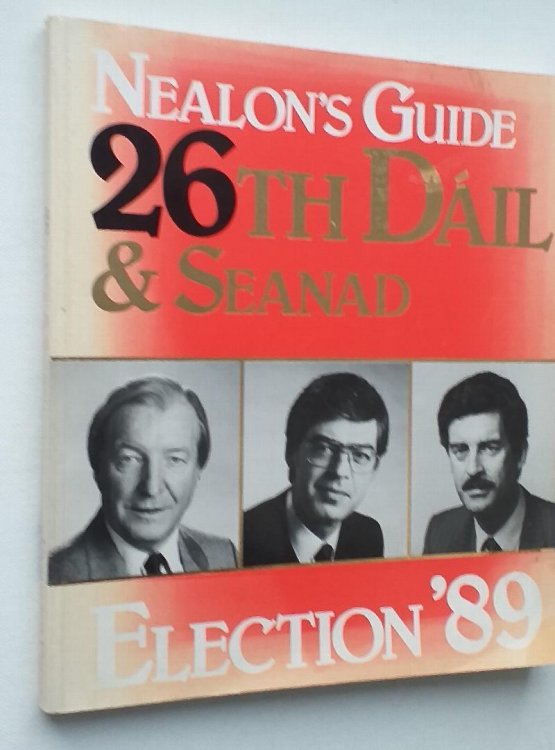 NEALON'S GUIDE
26TH DÁIL
& SEANAD
ELECTION '89